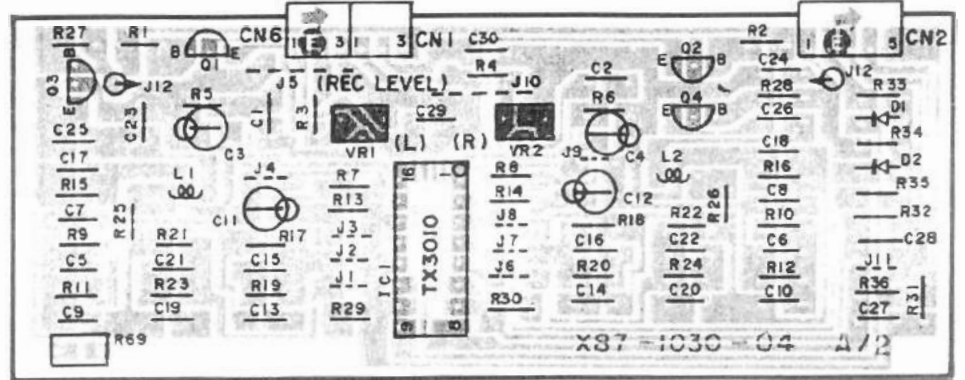 R27 R1 CN6 1 3 1 3 CN1 C30 R2 1 5 CN2
B Q1 E Q2 C24
Q3 B E J12 J5 (REC LEVEL) R4 J10 C2 E B R28 J12 R33
R5 C1 R3 C29 R6 Q4 E B C26 D1
C25 C23 C3 VR1 (L) (R) VR2 J9 C4 C18 R34
C17 L1 J4 R7 16 1 R8 L2 R16 D2
R15 R13 R14 C12 R26 C8 R35
C7 R25 C11 R17 J3 J8 R18 R22 R10 R32
R9 R21 J2 TX3010 J7 C16 C22 C6 C28
C5 C21 C15 J1 IC1 J6 R20 R24 R12 J11
R11 R23 R19 R36 R31
C9 C19 C13 R29 9 8 R30 C14 C20 C10 C27
R69 X87-1030-04 A/2